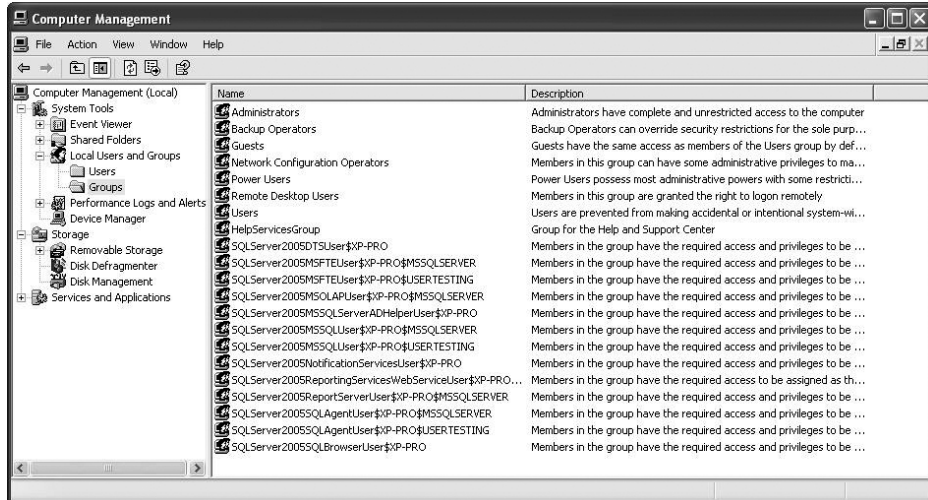 Computer Management
File Action View Window Help
Computer Management (Local)
System Tools
Event Viewer
Shared Folders
Local Users and Groups
Users
Groups
Performance Logs and Alerts
Device Manager
Storage
Removable Storage
Disk Defragmenter
Disk Management
Services and Applications
Name Description
Administrators Administrators have complete and unrestricted access to the computer
Backup Operators Backup Operators can override security restrictions for the sole purp...
Guests Guests have the same access as members of the Users group by def...
Network Configuration Operators Members in this group can have some administrative privileges to ma...
Power Users Power Users possess most administrative powers with some restricti...
Remote Desktop Users Members in this group are granted the right to logon remotely
Users Users are prevented from making accidental or intentional system-wi...
HelpServicesGroup Group for the Help and Support Center
SQLServer2005DTSUser$XP-PRO Members in the group have the required access and privileges to be ...
SQLServer2005MSFTEUser$XP-PRO$MSSQLSERVER Members in the group have the required access and privileges to be ...
SQLServer2005MSFTEUser$XP-PRO$USERTESTING Members in the group have the required access and privileges to be ...
SQLServer2005MSOLAPUser$XP-PRO$MSSQLSERVER Members in the group have the required access and privileges to be ...
SQLServer2005MSSQLServerADHelperUser$XP-PRO Members in the group have the required access and privileges to be ...
SQLServer2005MSSQLUser$XP-PRO$MSSQLSERVER Members in the group have the required access and privileges to be ...
SQLServer2005MSSQLUser$XP-PRO$USERTESTING Members in the group have the required access and privileges to be ...
SQLServer2005NotificationServicesUser$XP-PRO Members in the group have the required access and privileges to be ...
SQLServer2005ReportingServicesWebServiceUser$XP-PRO... Members in the group have the required access to be assigned as th...
SQLServer2005ReportServerUser$XP-PRO$MSSQLSERVER Members in the group have the required access and privileges to be ...
SQLServer2005SQLAgentUser$XP-PRO$MSSQLSERVER Members in the group have the required access and privileges to be ...
SQLServer2005SQLAgentUser$XP-PRO$USERTESTING Members in the group have the required access and privileges to be ...
SQLServer2005SQLBrowserUser$XP-PRO Members in the group have the required access and privileges to be ...